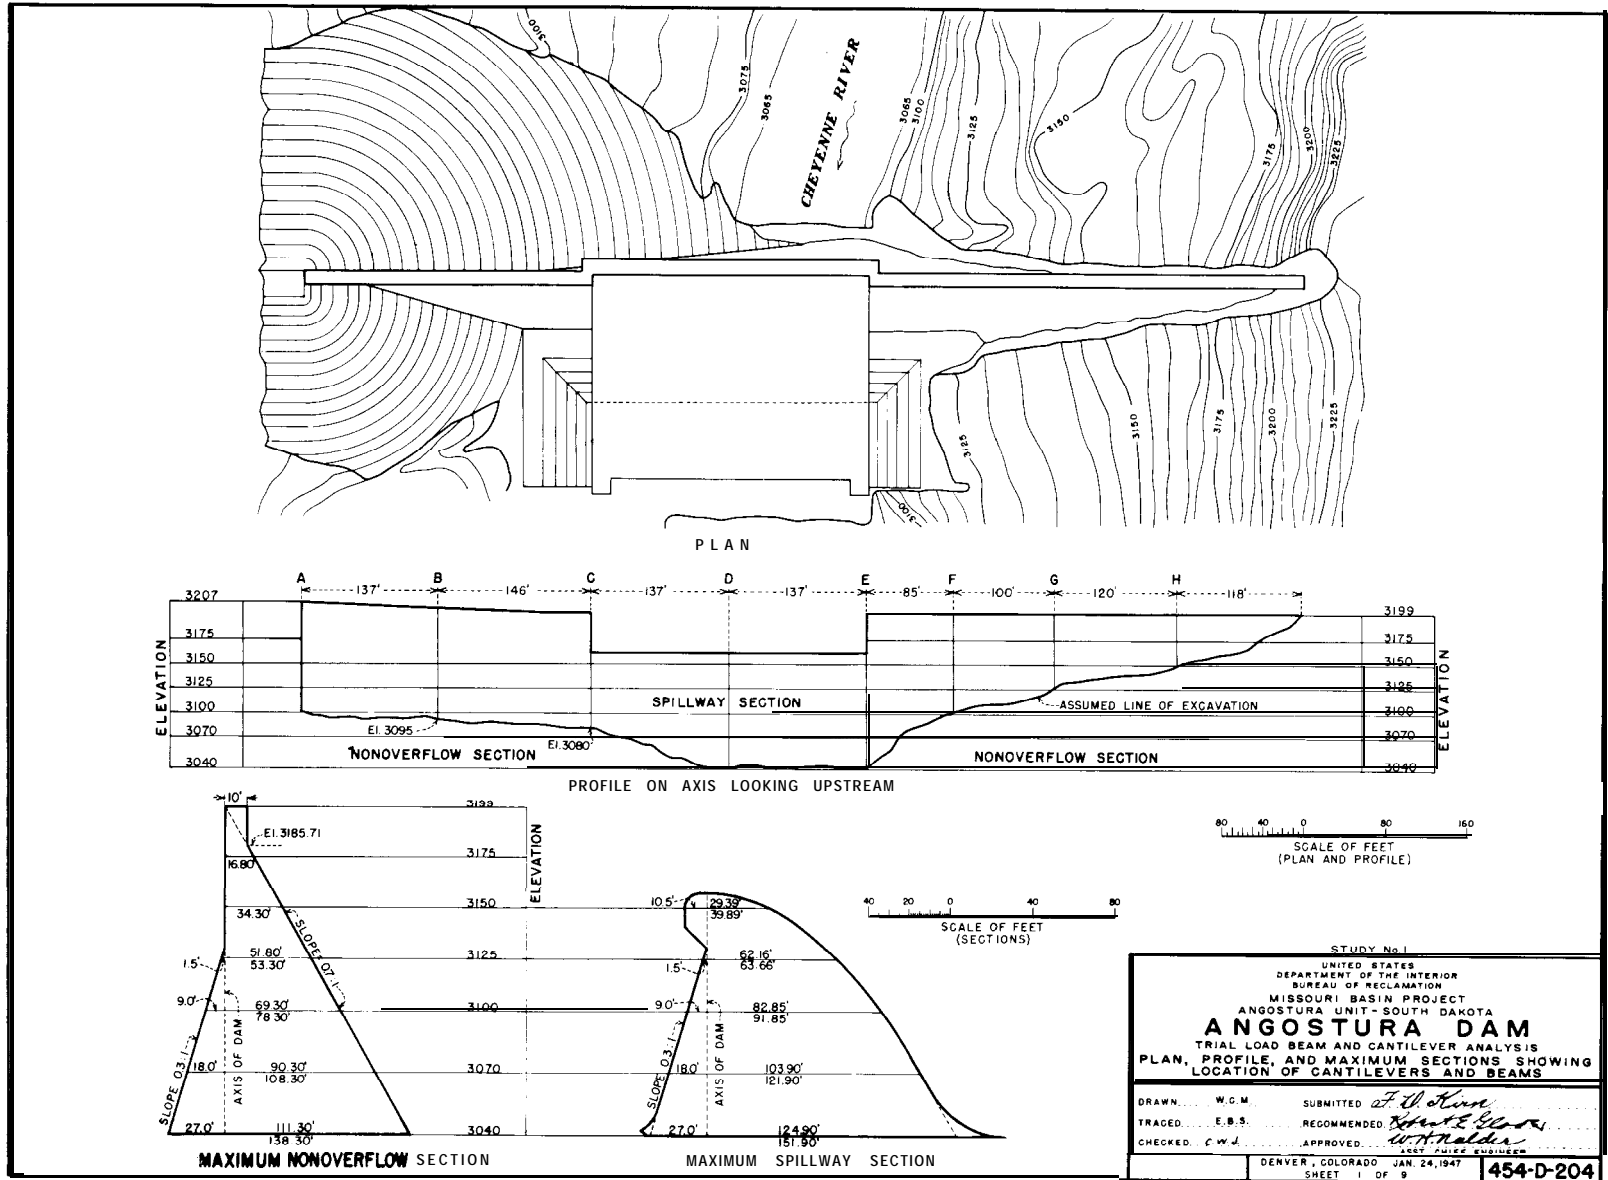 3100
3075
3065
CHEYENNE RIVER
3065
3100
3125
3150
3175
3200
3225
3125
3150
3175
3200
3225
3100
PLAN
A B C D E F G H
137' 146' 137' 137' 85' 100' 120' 118'
3207
3175
3150
3125
3100
3070
3040
ELEVATION
3199
3175
3150
3125
3100
3070
3040
ELEVATION
SPILLWAY SECTION
ASSUMED LINE OF EXCAVATION
El. 3095
El. 3080
NONOVERFLOW SECTION
NONOVERFLOW SECTION
PROFILE ON AXIS LOOKING UPSTREAM
10'
3199
El. 3185.71
3175
16.80'
3150
34.30'
SLOPE 0.7:1
51.80'
53.30'
3125
1.5'
9.0'
69.30'
78.30'
3100
SLOPE 0.3:1
AXIS OF DAM
18.0'
90.30'
108.30'
3070
27.0'
111.30'
138.30'
3040
ELEVATION
MAXIMUM NONOVERFLOW SECTION
10.5'
29.39'
39.89'
62.16'
63.66'
1.5'
9.0'
82.85'
91.85'
SLOPE 0.3:1
AXIS OF DAM
18.0'
103.90'
121.90'
27.0'
124.90'
151.90'
MAXIMUM SPILLWAY SECTION
80 40 0 80 160
SCALE OF FEET
(PLAN AND PROFILE)
40 20 0 40 80
SCALE OF FEET
(SECTIONS)
STUDY No. 1
UNITED STATES
DEPARTMENT OF THE INTERIOR
BUREAU OF RECLAMATION
MISSOURI BASIN PROJECT
ANGOSTURA UNIT - SOUTH DAKOTA
ANGOSTURA DAM
TRIAL LOAD BEAM AND CANTILEVER ANALYSIS
PLAN, PROFILE, AND MAXIMUM SECTIONS SHOWING
LOCATION OF CANTILEVERS AND BEAMS
DRAWN W.G.M. SUBMITTED F. D. Kirn
TRACED E.B.S. RECOMMENDED Robert E Glover
CHECKED C.W.J. APPROVED W H Nalder
ASST CHIEF ENGINEER
DENVER, COLORADO JAN. 24, 1947
SHEET 1 OF 9
454-D-204